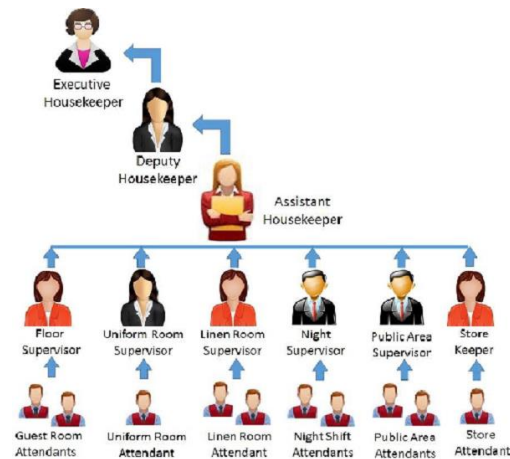 Executive
Housekeeper
Deputy
Housekeeper
Assistant
Housekeeper
Floor
Supervisor
Uniform Room
Supervisor
Linen Room
Supervisor
Night
Supervisor
Public Area
Supervisor
Store
Keeper
Guest Room
Attendants
Uniform Room
Attendant
Linen Room
Attendant
Night Shift
Attendants
Public Area
Attendants
Store
Attendant